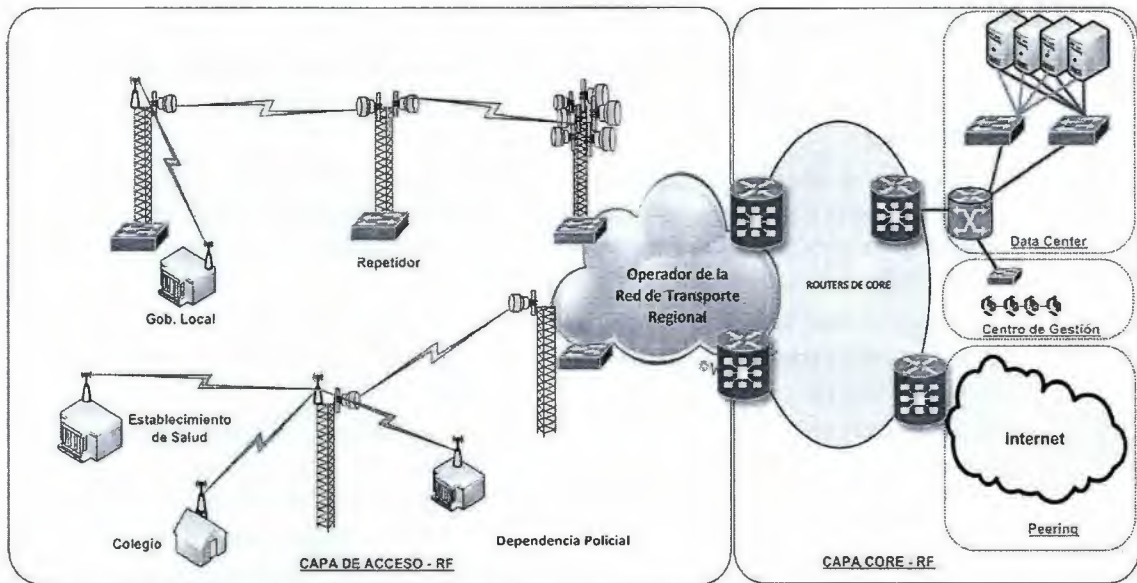 Gob. Local
Repetidor
Operador de la
Red de Transporte
Regional
Establecimiento
de Salud
Colegio
Dependencia Policial
CAPA DE ACCESO - RF
ROUTERS DE CORE
Data Center
Centro de Gestión
Internet
Peering
CAPA CORE - RF